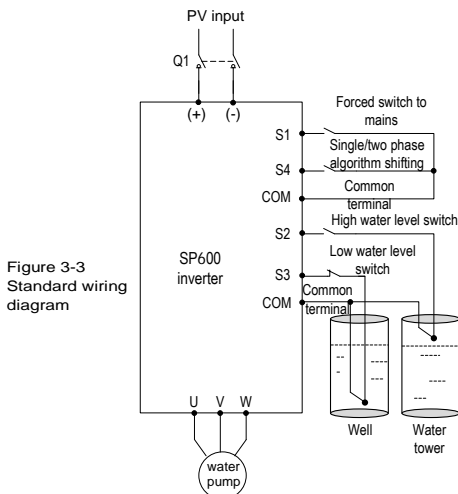 PV input
Q1
(+) (-)
S1
Forced switch to
mains
S4
Single/two phase
algorithm shifting
COM
Common
terminal
S2
High water level switch
S3
Low water level
switch
COM
Common
terminal
SP600
inverter
Figure 3-3
Standard wiring
diagram
U V W
water
pump
Well
Water
tower